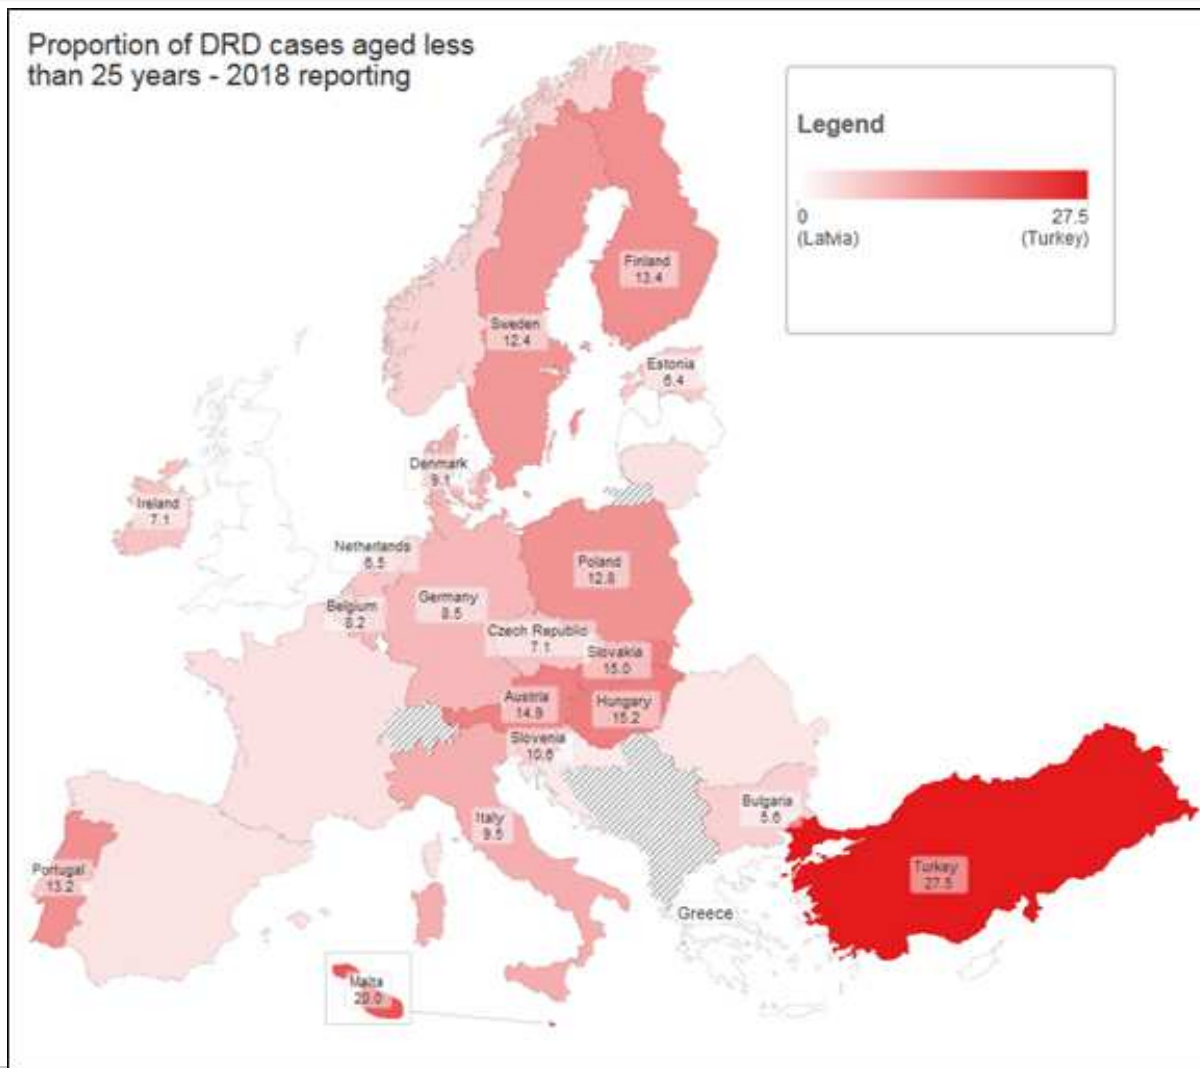 Proportion of DRD cases aged less
than 25 years - 2018 reporting
Legend
0
27.5
(Latvia)
(Turkey)
Finland
13.4
Sweden
12.4
Estonia
6.4
Denmark
9.1
Ireland
7.1
Netherlands
6.5
Poland
12.8
Germany
8.5
Belgium
8.2
Czech Republic
7.1
Slovakia
15.0
Austria
14.9
Hungary
15.2
Slovenia
10.6
Italy
9.5
Bulgaria
5.6
Portugal
13.2
Turkey
27.5
Greece
Malta
20.0